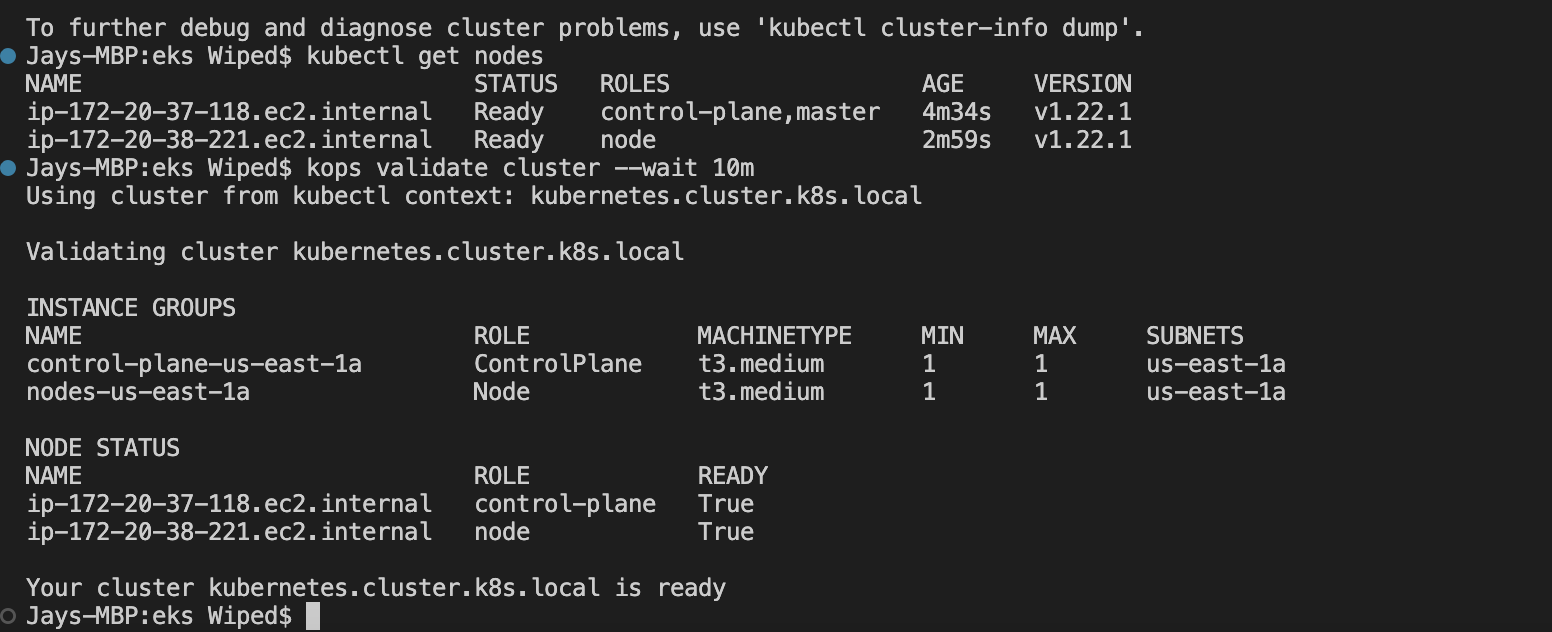 To further debug and diagnose cluster problems, use 'kubectl cluster-info dump'.
Jays-MBP:eks Wiped$ kubectl get nodes
NAME STATUS ROLES AGE VERSION
ip-172-20-37-118.ec2.internal Ready control-plane,master 4m34s v1.22.1
ip-172-20-38-221.ec2.internal Ready node 2m59s v1.22.1
Jays-MBP:eks Wiped$ kops validate cluster --wait 10m
Using cluster from kubectl context: kubernetes.cluster.k8s.local
Validating cluster kubernetes.cluster.k8s.local
INSTANCE GROUPS
NAME ROLE MACHINETYPE MIN MAX SUBNETS
control-plane-us-east-1a ControlPlane t3.medium 1 1 us-east-1a
nodes-us-east-1a Node t3.medium 1 1 us-east-1a
NODE STATUS
NAME ROLE READY
ip-172-20-37-118.ec2.internal control-plane True
ip-172-20-38-221.ec2.internal node True
Your cluster kubernetes.cluster.k8s.local is ready
Jays-MBP:eks Wiped$